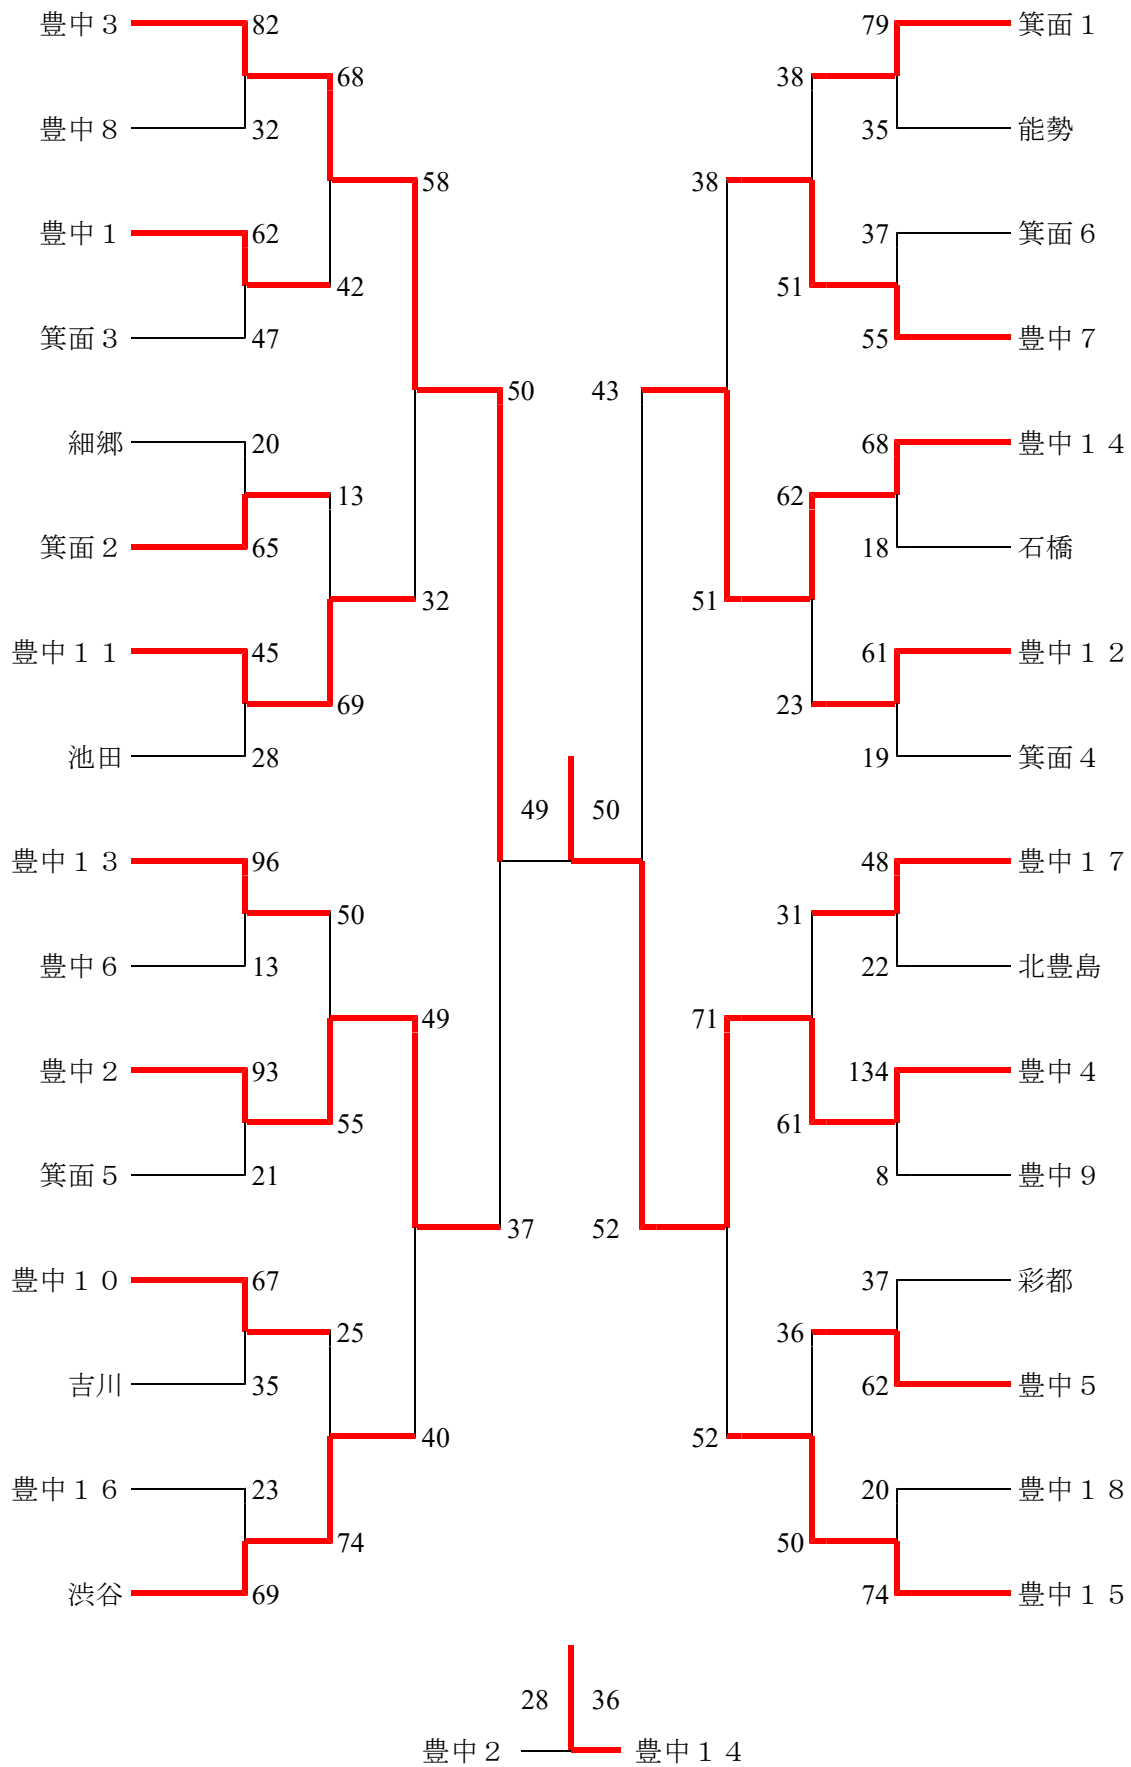 豊中３ 82 79 箕面１
68 38
豊中８ 32 35 能勢
58 38
豊中１ 62 37 箕面６
42 51
箕面３ 47 55 豊中７
50 43
細郷 20 68 豊中１４
13 62
箕面２ 65 18 石橋
32 51
豊中１１ 45 61 豊中１２
69 23
池田 28 19 箕面４
49 50
豊中１３ 96 48 豊中１７
50 31
豊中６ 13 22 北豊島
49 71
豊中２ 93 134 豊中４
55 61
箕面５ 21 8 豊中９
37 52
豊中１０ 67 37 彩都
25 36
吉川 35 62 豊中５
40 52
豊中１６ 23 20 豊中１８
74 50
渋谷 69 74 豊中１５
28 36
豊中２ 豊中１４